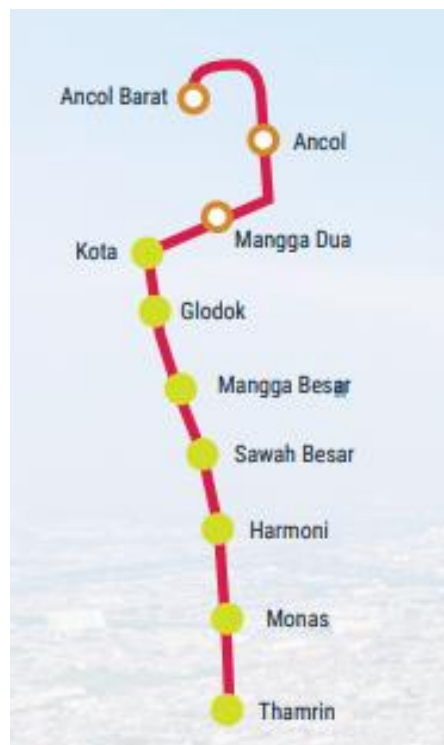 Ancol Barat
Ancol
Mangga Dua
Kota
Glodok
Mangga Besar
Sawah Besar
Harmoni
Monas
Thamrin